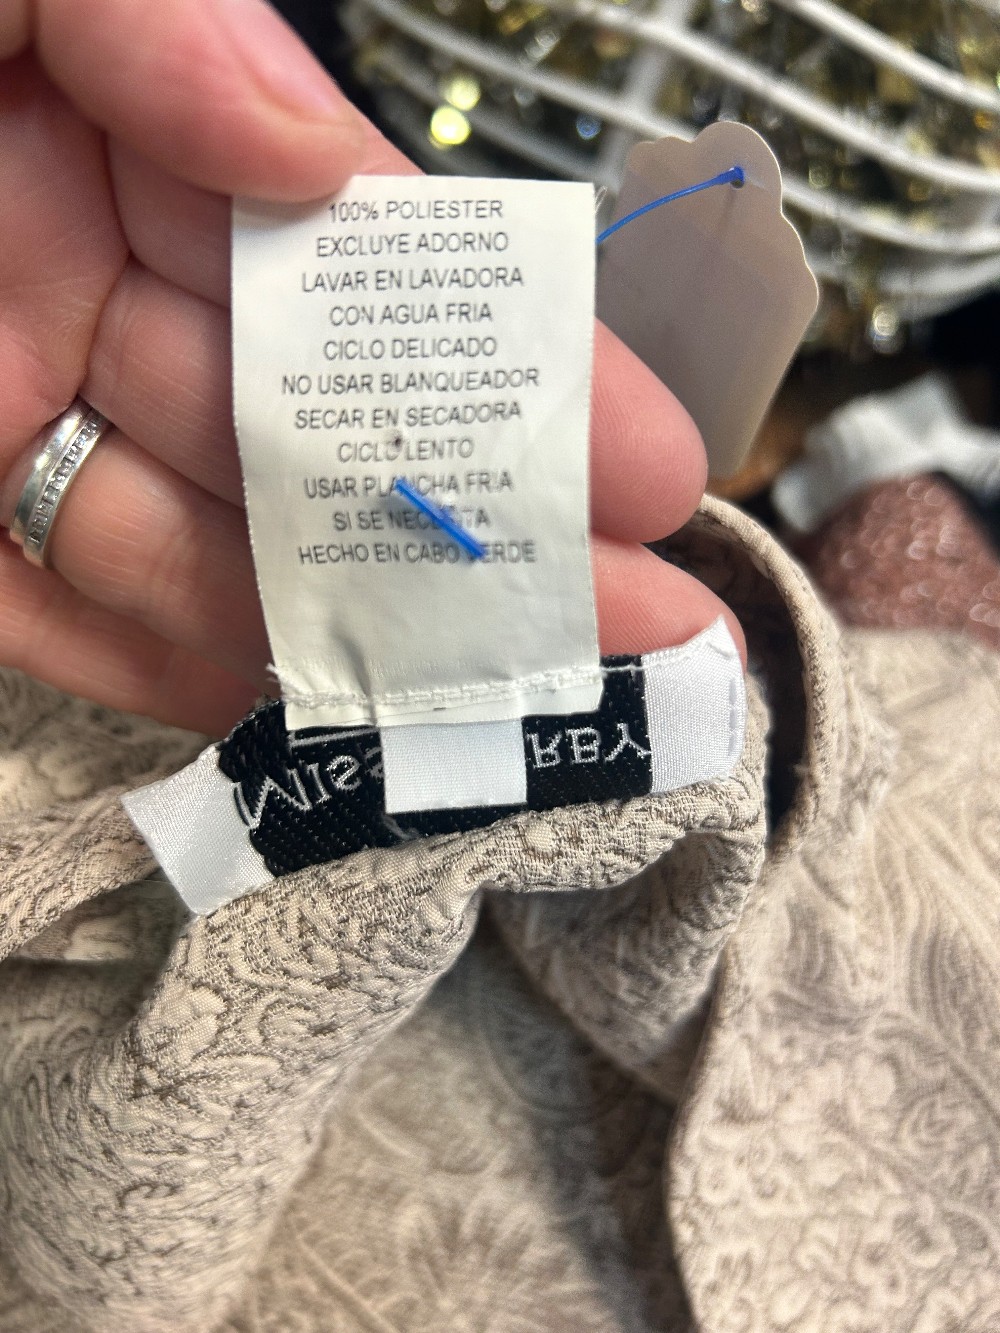 100% POLIESTER
EXCLUYE ADORNO
LAVAR EN LAVADORA
CON AGUA FRIA
CICLO DELICADO
NO USAR BLANQUEADOR
SECAR EN SECADORA
CICLO LENTO
USAR PLANCHA FRIA
SI SE NECESITA
HECHO EN CABO VERDE